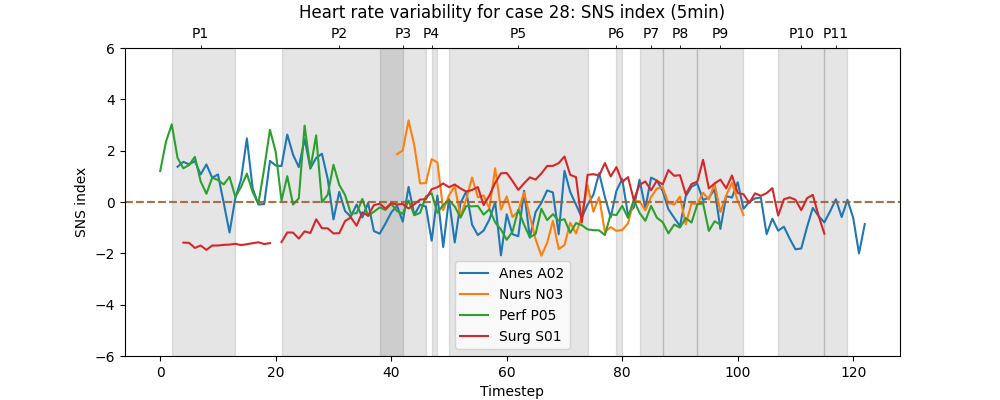 Heart rate variability for case 28: SNS index (5min)
P1 P2 P3 P4 P5 P6 P7 P8 P9 P10 P11
6
4
2
0
−2
−4
−6
SNS index
Anes A02
Nurs N03
Perf P05
Surg S01
0 20 40 60 80 100 120
Timestep